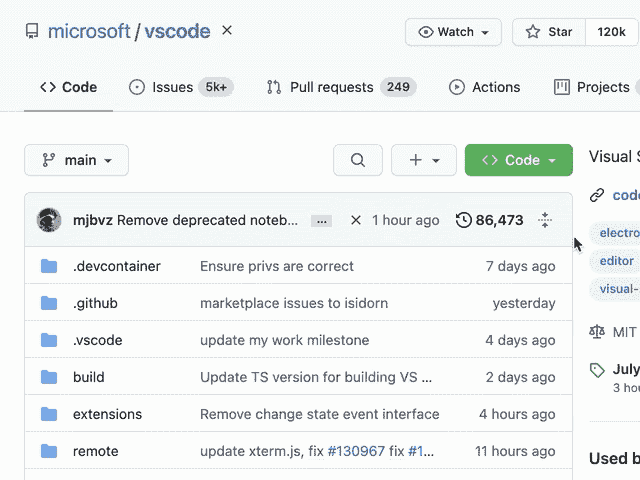 microsoft / vscode
Watch Star 120k
Code Issues 5k+ Pull requests 249 Actions Projects
main + Code
mjbvz Remove deprecated noteb... ... 1 hour ago 86,473
.devcontainer Ensure privs are correct 7 days ago
.github marketplace issues to isidorn yesterday
.vscode update my work milestone 4 days ago
build Update TS version for building VS ... 2 days ago
extensions Remove change state event interface 4 hours ago
remote update xterm.js, fix #130967 fix #1... 11 hours ago
Visual S
code
electro
editor
visual-
MIT
July
3 hou
Used b